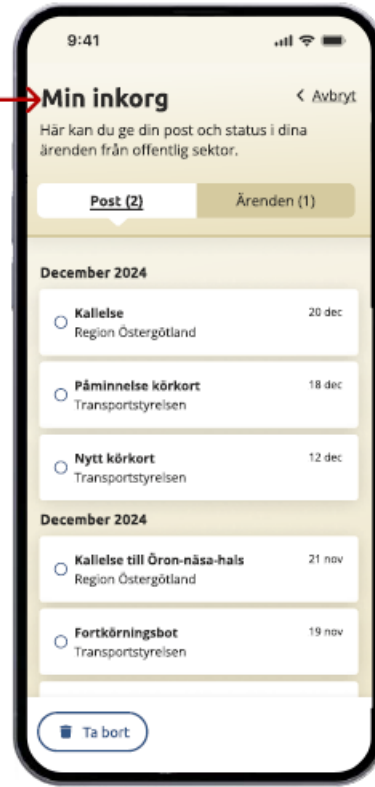 9:41
Min inkorg
Avbryt
Här kan du ge din post och status i dina
ärenden från offentlig sektor.
Post (2)
Ärenden (1)
December 2024
Kallelse
20 dec
Region Östergötland
Påminnelse körkort
18 dec
Transportstyrelsen
Nytt körkort
12 dec
Transportstyrelsen
December 2024
Kallelse till Öron-näsa-hals
21 nov
Region Östergötland
Fortkörningsbot
19 nov
Transportstyrelsen
Ta bort